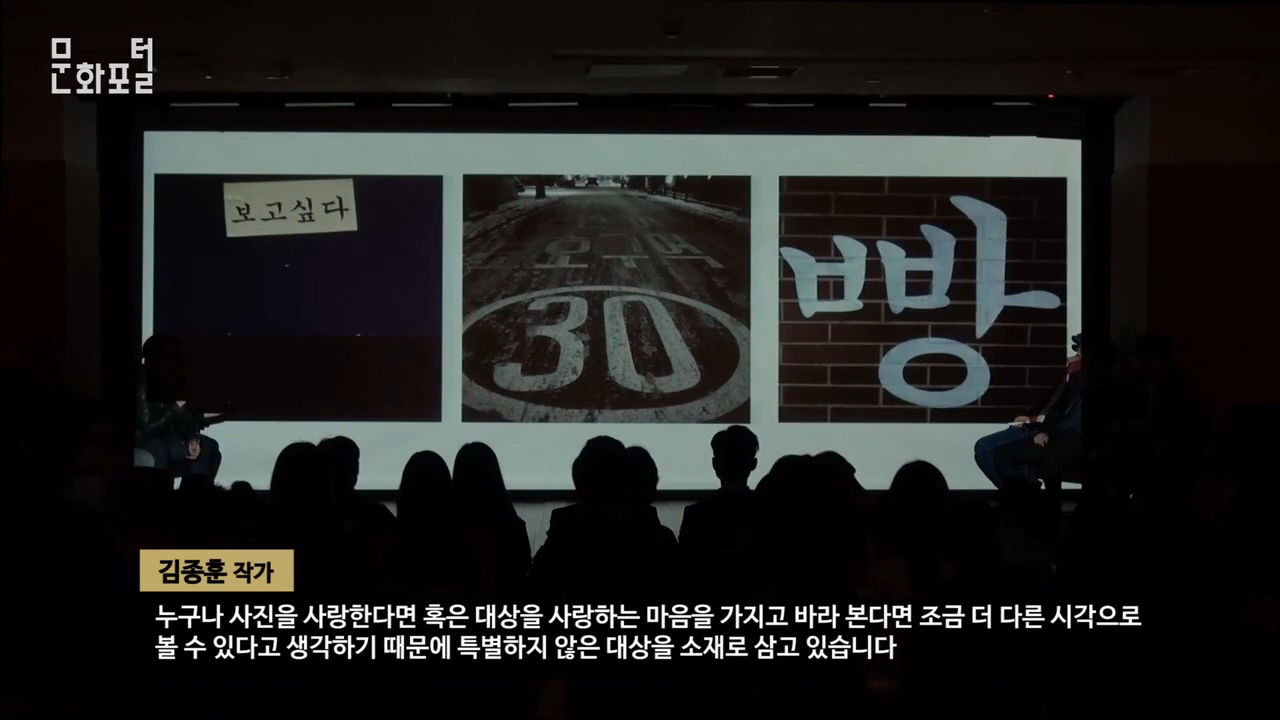 문화포털
보고싶다
30
빵
김종훈 작가
누구나 사진을 사랑한다면 혹은 대상을 사랑하는 마음을 가지고 바라 본다면 조금 더 다른 시각으로
볼 수 있다고 생각하기 때문에 특별하지 않은 대상을 소재로 삼고 있습니다